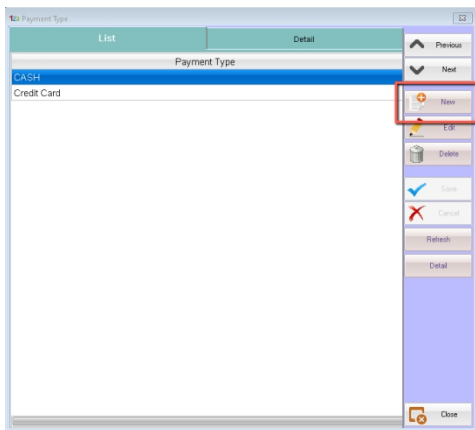 123 Payment Type
List
Detail
Payment Type
CASH
Credit Card
Previous
Next
New
Edit
Delete
Save
Cancel
Refresh
Detail
Close